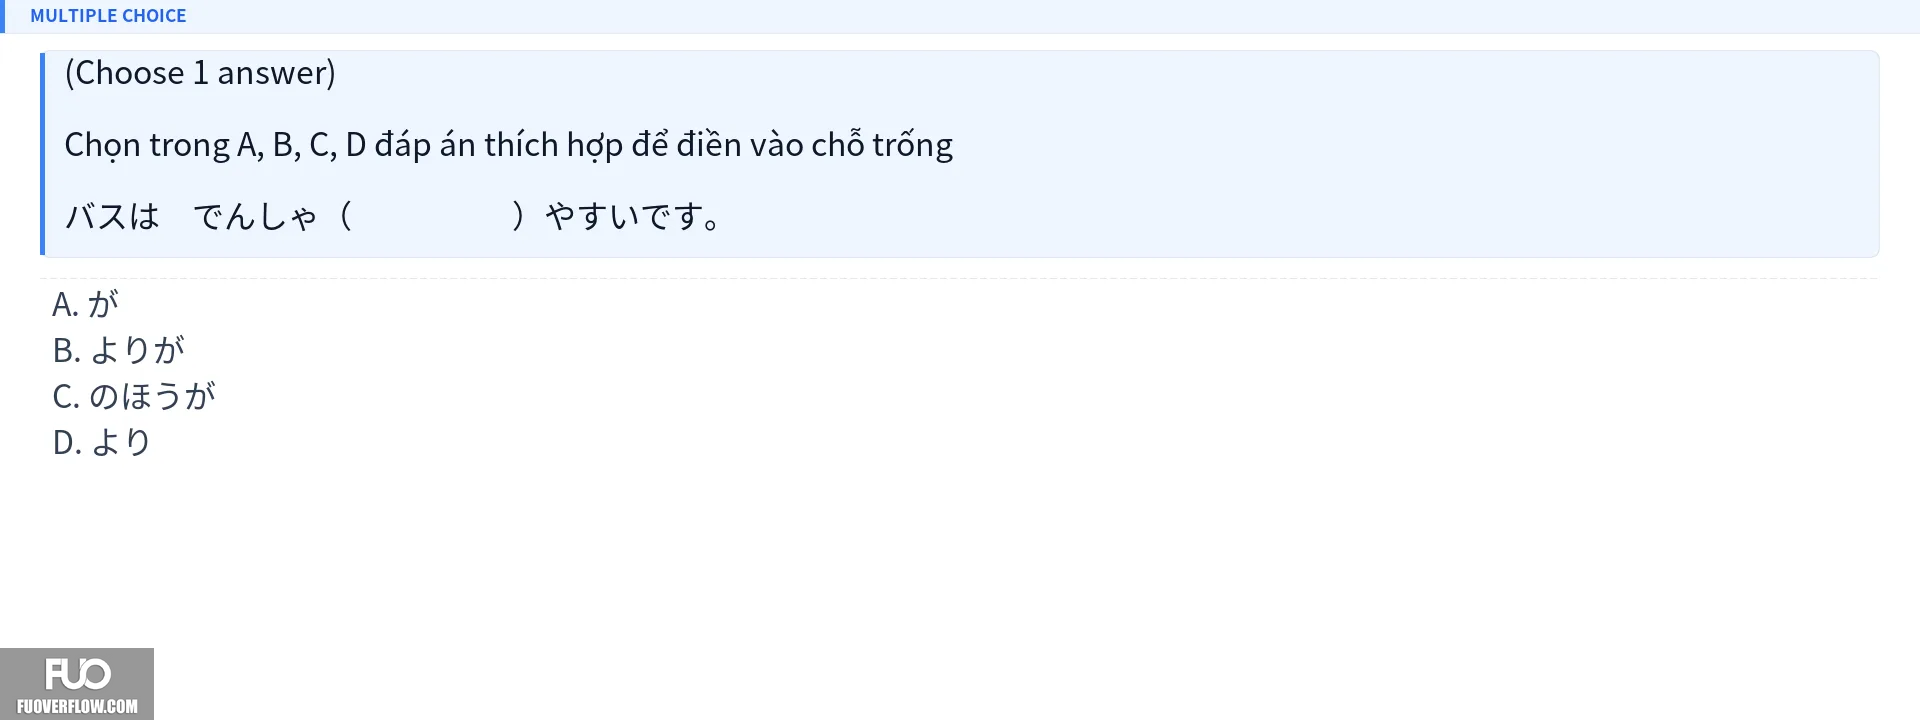 MULTIPLE CHOICE
(Choose 1 answer)
Chọn trong A, B, C, D đáp án thích hợp để điền vào chỗ trống
バスは　でんしゃ（　　　　　）やすいです。
A. が
B. よりが
C. のほうが
D. より
FUO
FUOVERFLOW.COM